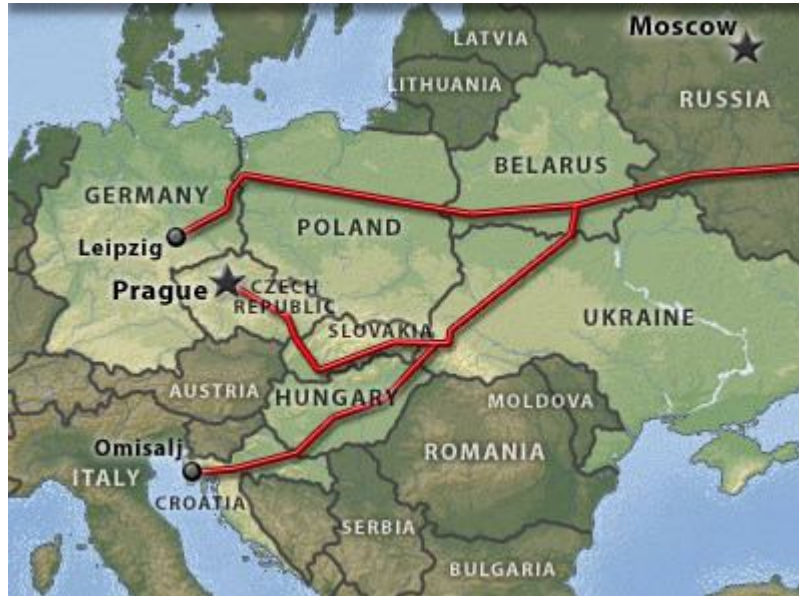 LATVIA
Moscow
LITHUANIA
RUSSIA
BELARUS
GERMANY
POLAND
Leipzig
Prague
CZECH
REPUBLIC
SLOVAKIA
UKRAINE
AUSTRIA
HUNGARY
MOLDOVA
Omisalj
ROMANIA
ITALY
CROATIA
SERBIA
BULGARIA